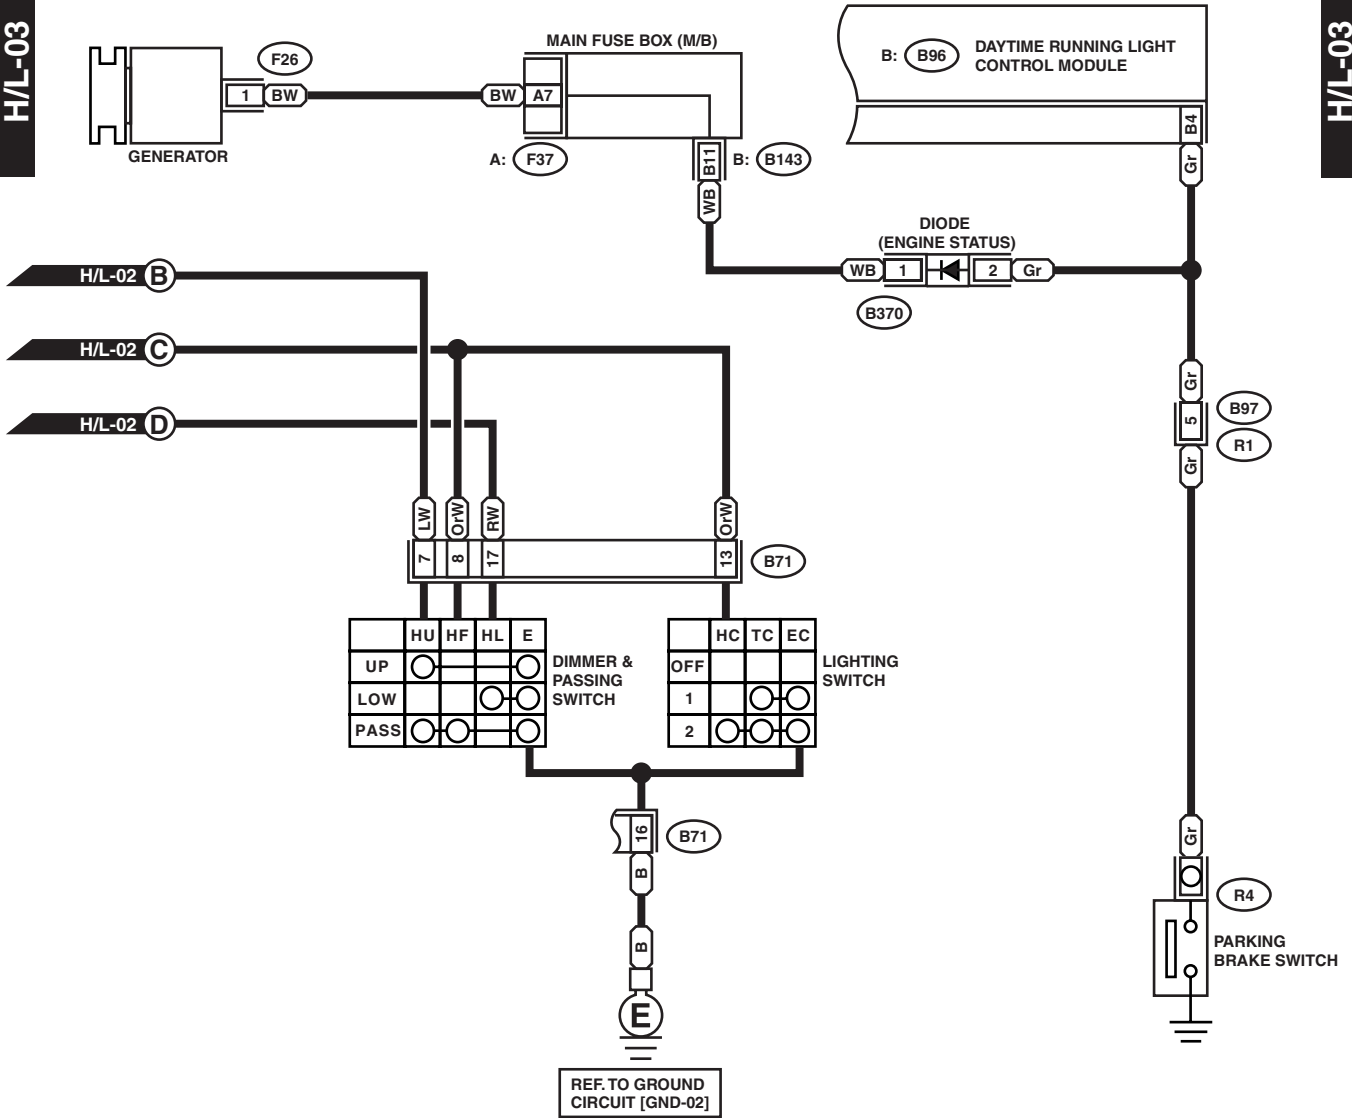 H/L-03
H/L-03
F26
1
BW
GENERATOR
MAIN FUSE BOX (M/B)
BW
A7
A: F37
B11
B: B143
WB
B: B96
DAYTIME RUNNING LIGHT
CONTROL MODULE
B4
Gr
DIODE
(ENGINE STATUS)
WB
1
2
Gr
B370
H/L-02 B
H/L-02 C
H/L-02 D
Gr
5
B97
R1
Gr
LW
OrW
RW
OrW
7
8
17
13
B71
HU HF HL E
UP
LOW
PASS
DIMMER &
PASSING
SWITCH
HC TC EC
OFF
1
2
LIGHTING
SWITCH
16
B71
B
B
E
REF. TO GROUND
CIRCUIT [GND-02]
Gr
R4
PARKING
BRAKE SWITCH